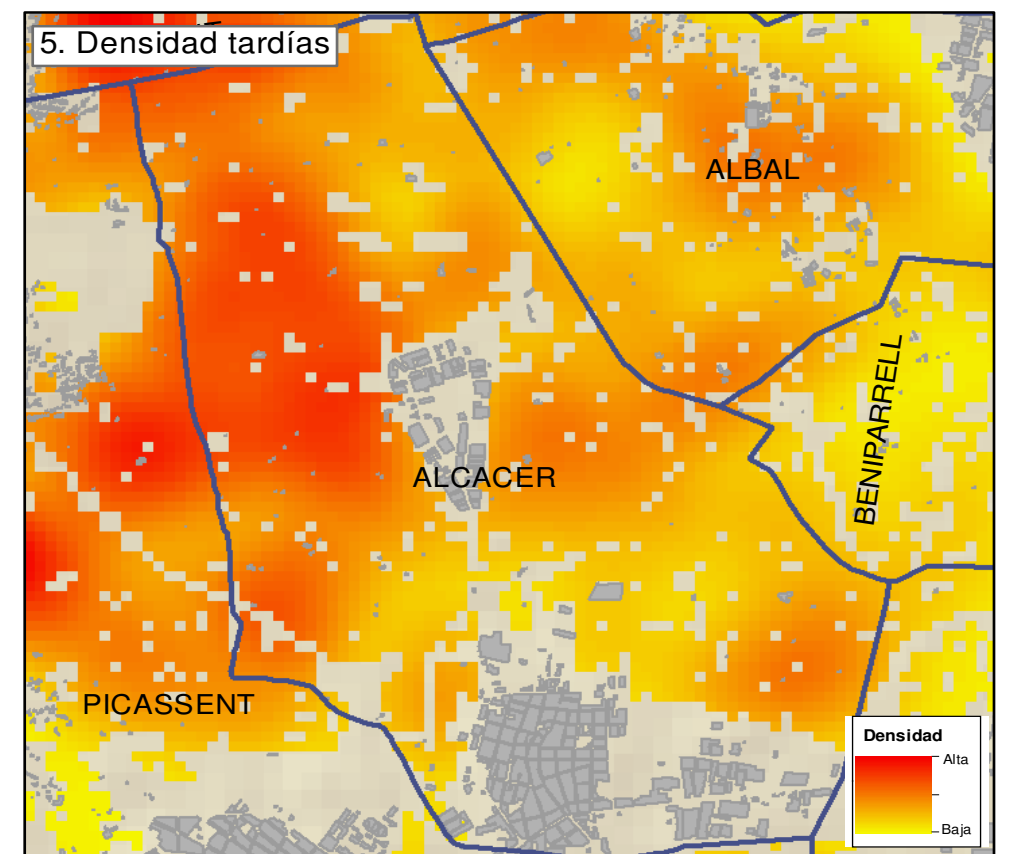 5. Densidad tardías
ALBAL
BENIPARRELL
ALCACER
PICASSENT
Densidad
Alta
Baja